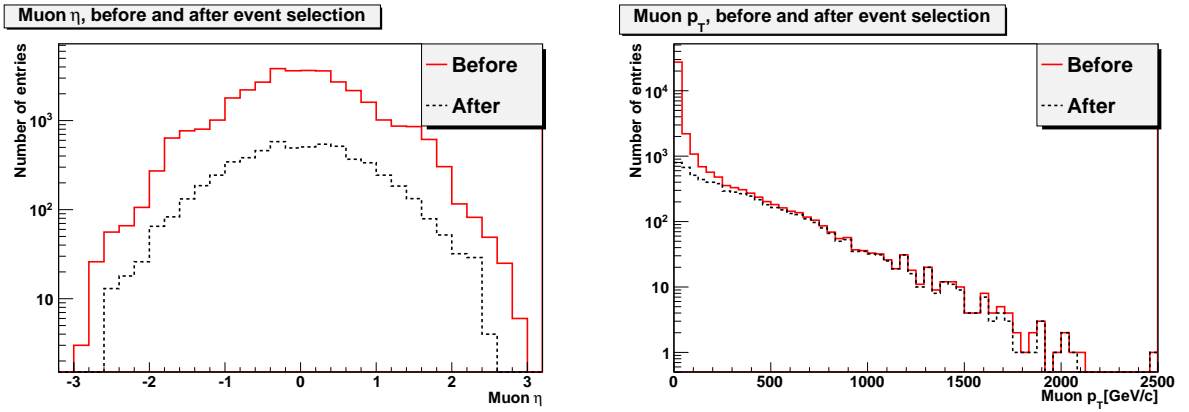 Muon η, before and after event selection
Number of entries
10³
10²
10
Before
After
-3 -2 -1 0 1 2 3
Muon η
Muon p_T, before and after event selection
Number of entries
10⁴
10³
10²
10
1
Before
After
0 500 1000 1500 2000 2500
Muon p_T[GeV/c]